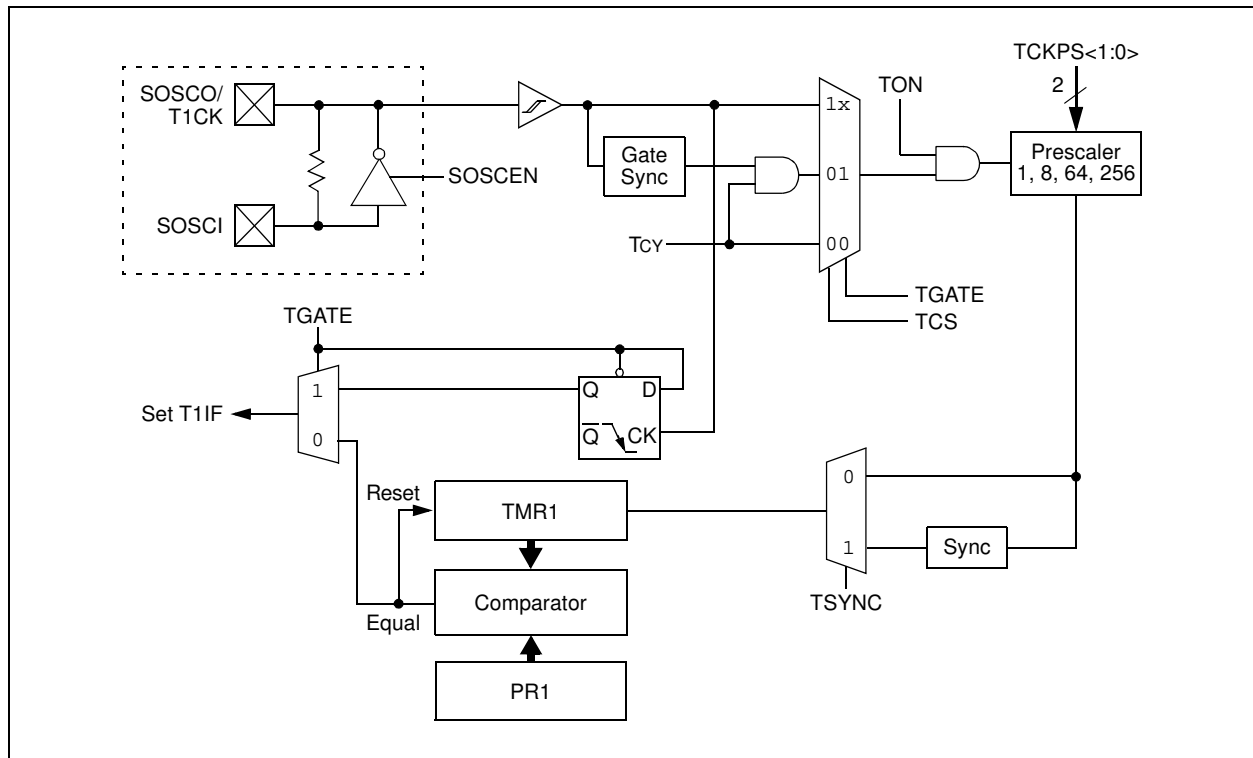 TCKPS<1:0>
2
SOSCO/
T1CK
TON
1x
Gate
Sync
Prescaler
1, 8, 64, 256
SOSCEN
01
SOSCI
TCY
00
TGATE
TCS
TGATE
1
Q
D
Set T1IF
0
Q
CK
Reset
TMR1
0
1
Sync
Comparator
TSYNC
Equal
PR1